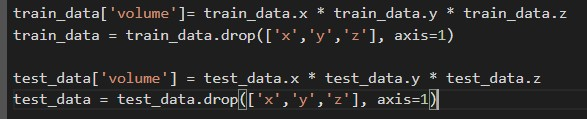 train_data['volume']= train_data.x * train_data.y * train_data.z
train_data = train_data.drop(['x','y','z'], axis=1)
test_data['volume'] = test_data.x * test_data.y * test_data.z
test_data = test_data.drop(['x','y','z'], axis=1)